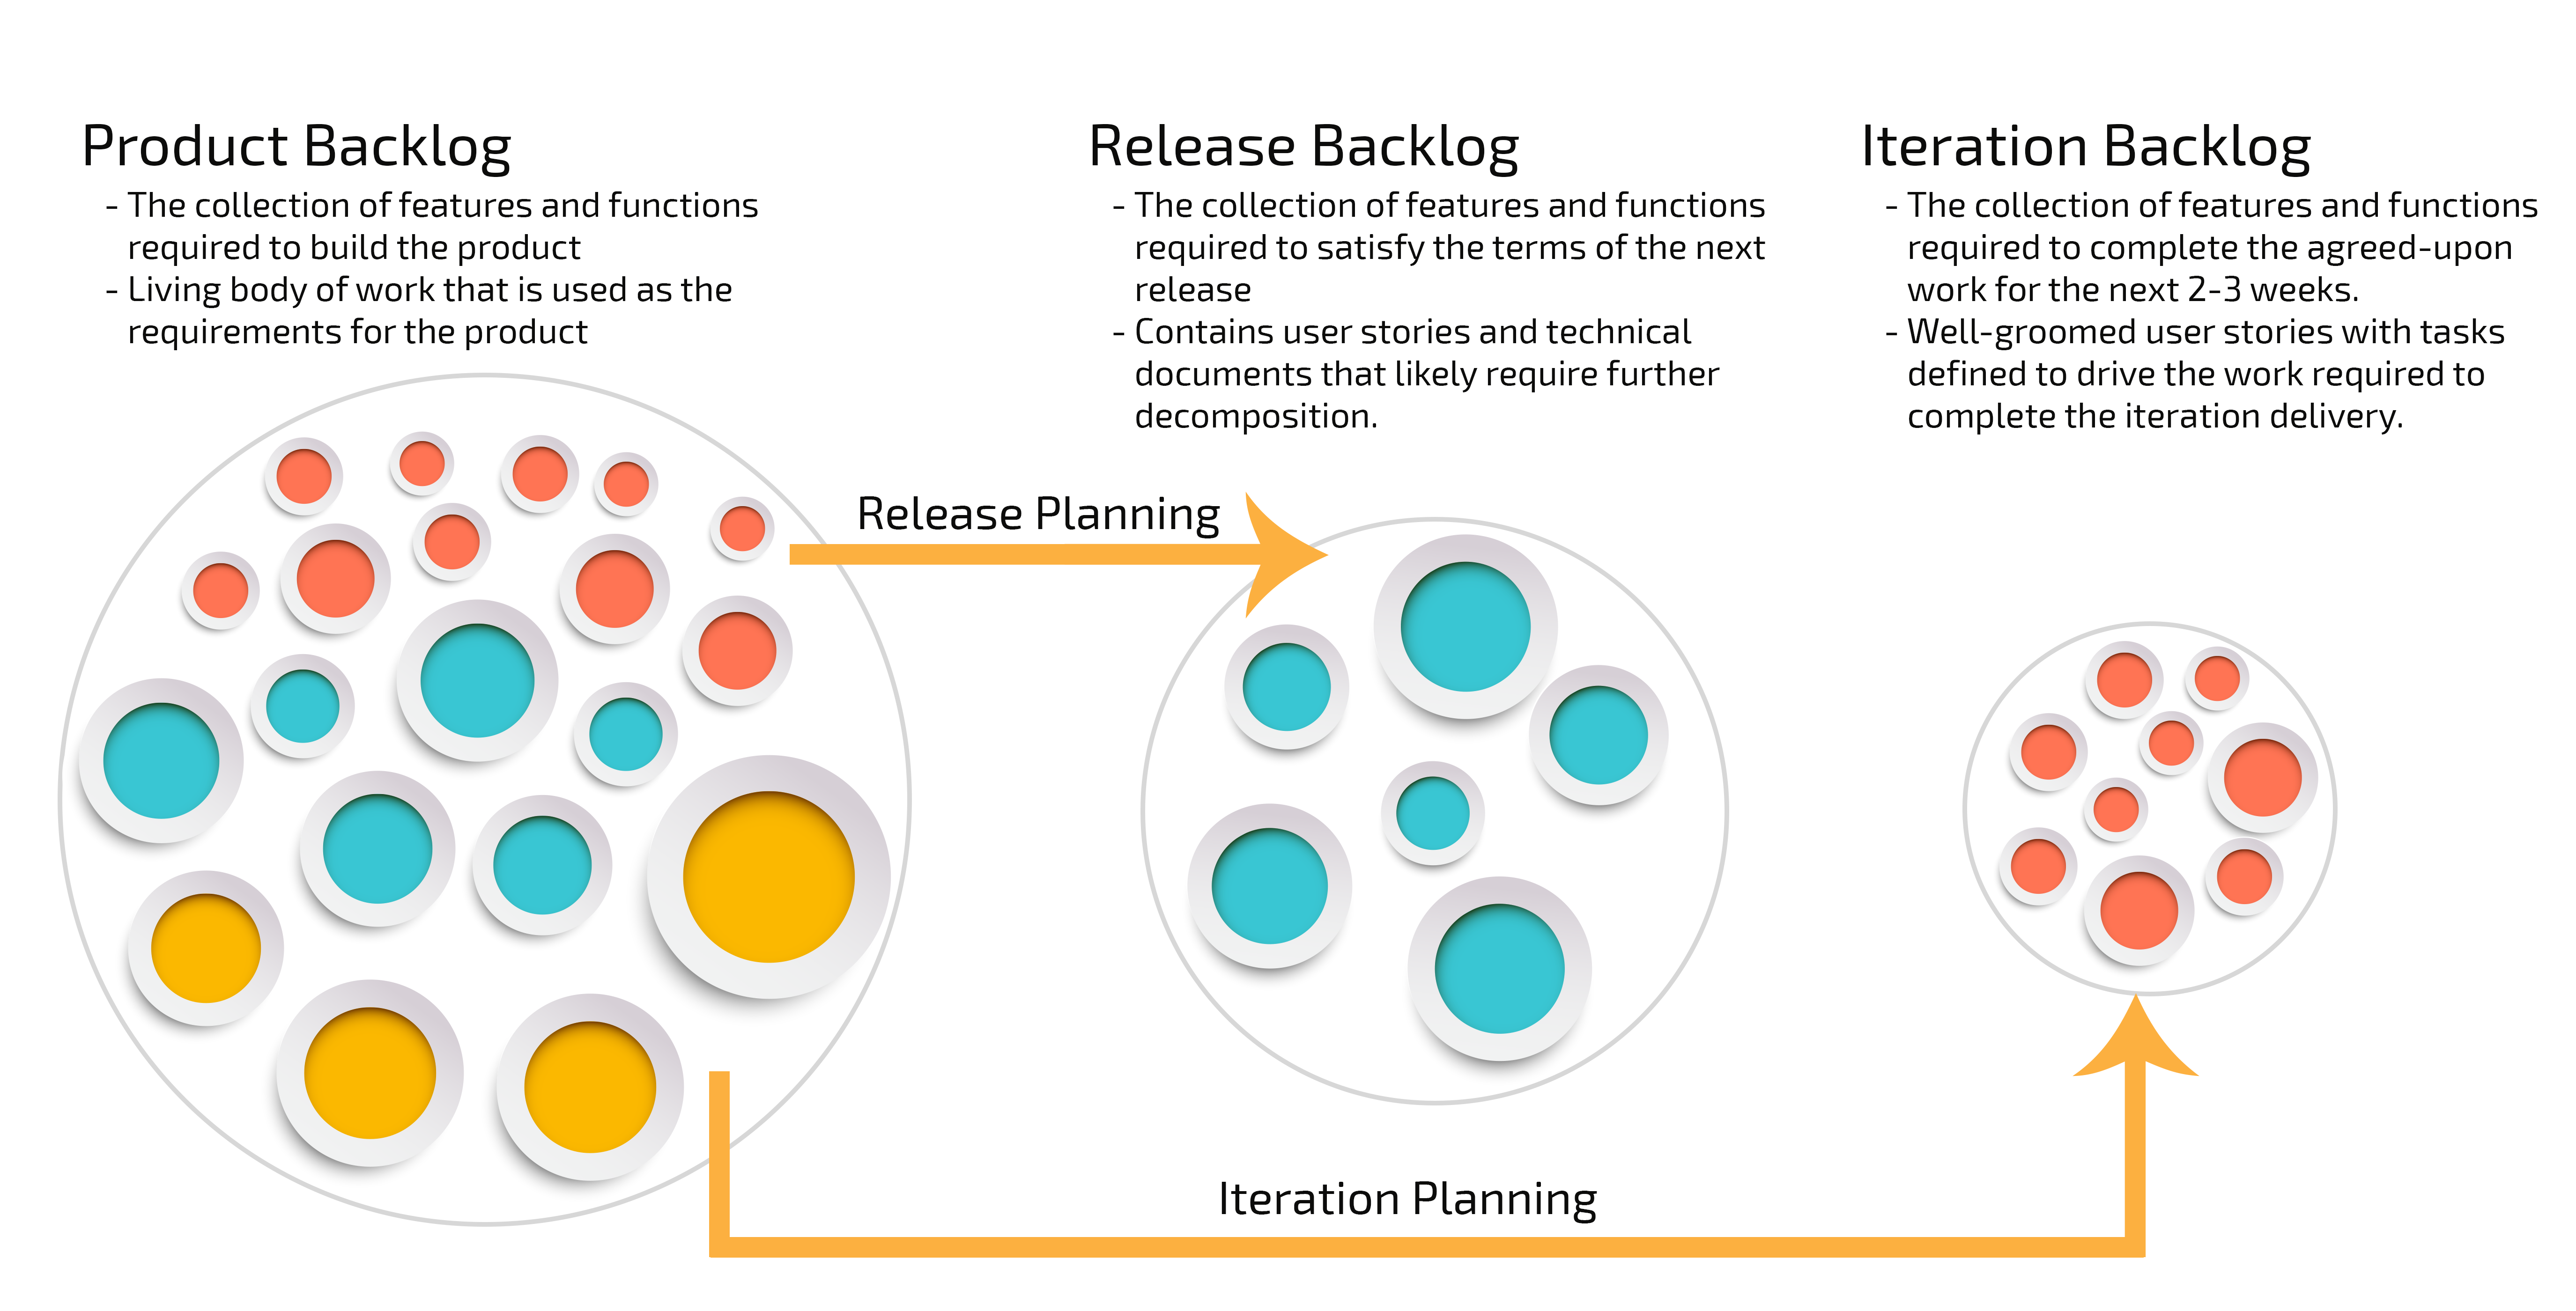 Product Backlog
- The collection of features and functions
required to build the product
- Living body of work that is used as the
requirements for the product
Release Backlog
- The collection of features and functions
required to satisfy the terms of the next
release
- Contains user stories and technical
documents that likely require further
decomposition.
Iteration Backlog
- The collection of features and functions
required to complete the agreed-upon
work for the next 2-3 weeks.
- Well-groomed user stories with tasks
defined to drive the work required to
complete the iteration delivery.
Release Planning
Iteration Planning